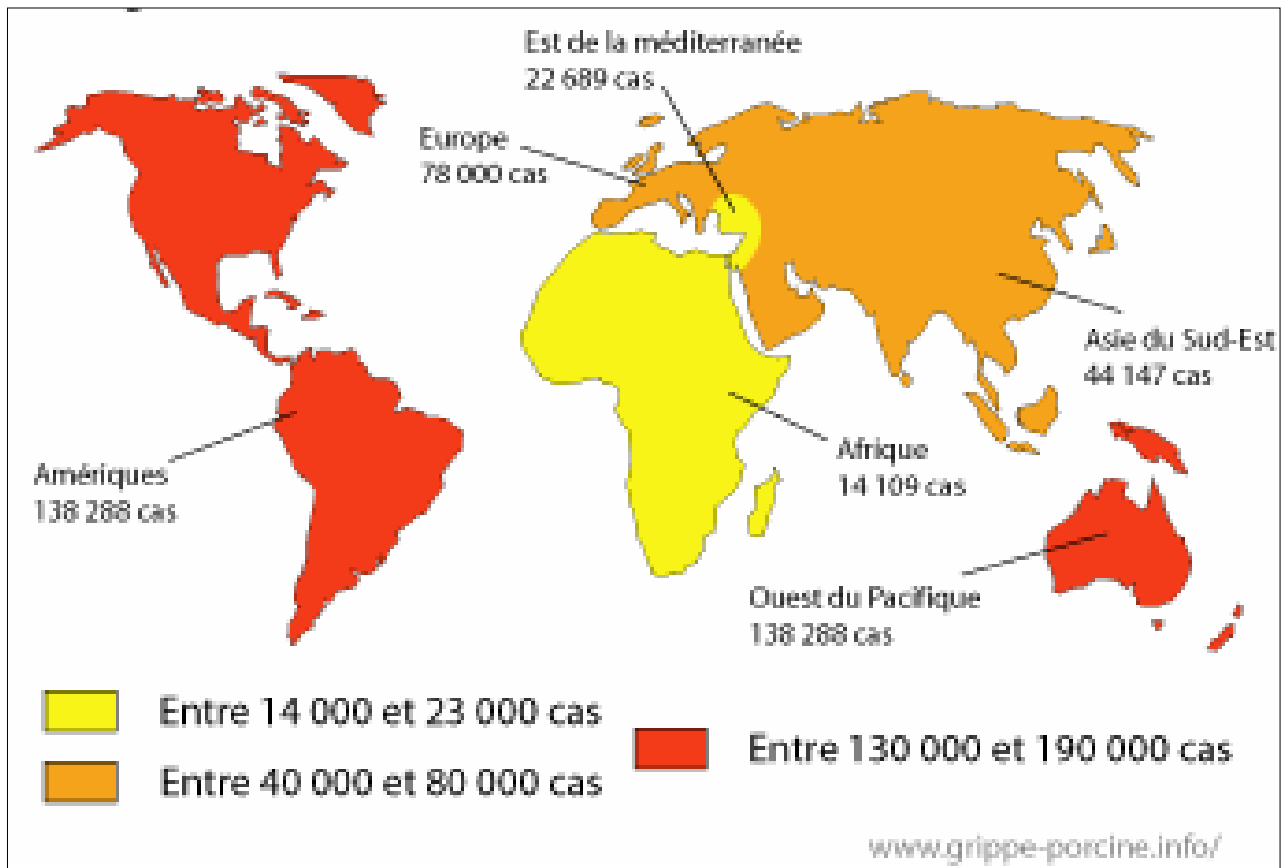 Est de la méditerranée
22 689 cas
Europe
78 000 cas
Asie du Sud-Est
44 147 cas
Afrique
14 109 cas
Amériques
138 288 cas
Ouest du Pacifique
138 288 cas
Entre 14 000 et 23 000 cas
Entre 40 000 et 80 000 cas
Entre 130 000 et 190 000 cas
www.grippe-porcine.info/